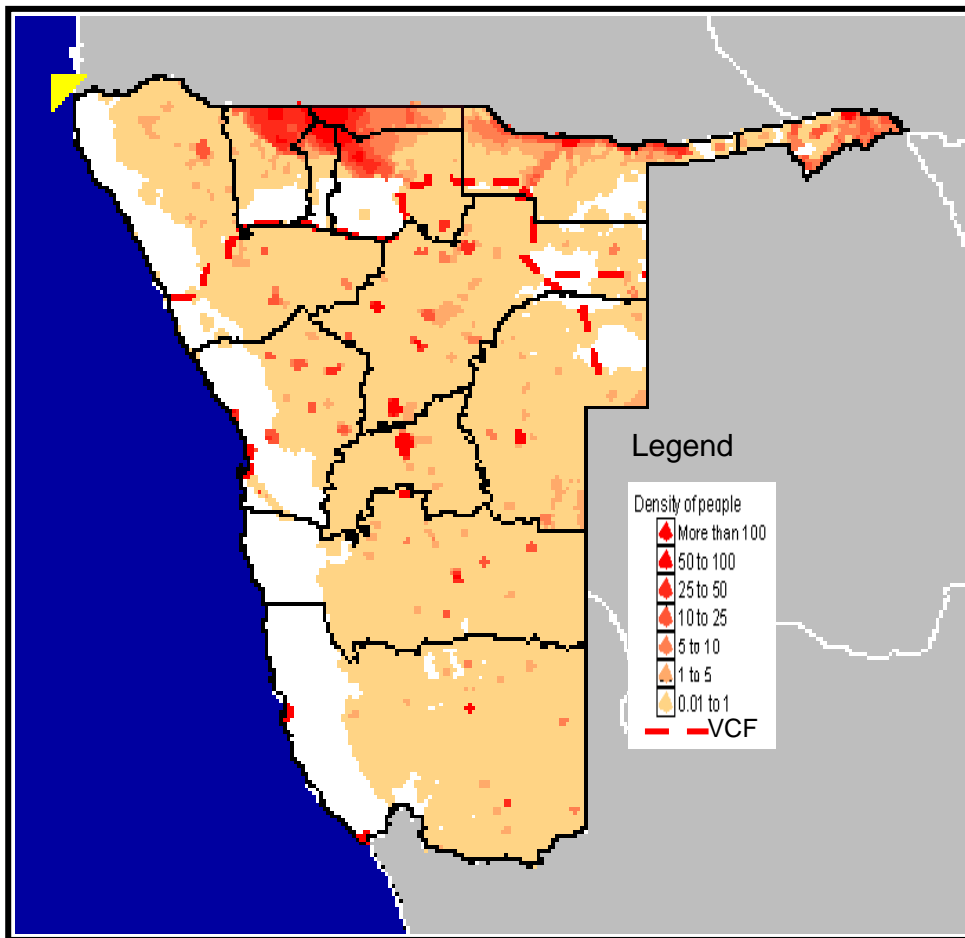 Legend
Density of people
More than 100
50 to 100
25 to 50
10 to 25
5 to 10
1 to 5
0.01 to 1
VCF